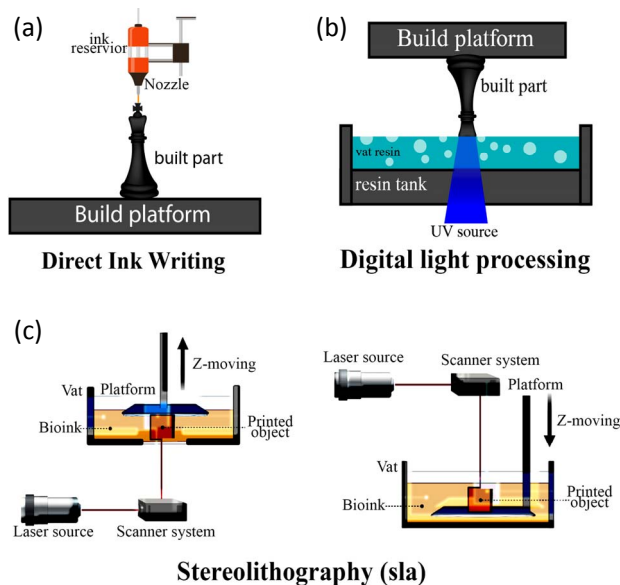 (a)
ink
reservior
Nozzle
built part
Build platform
Direct Ink Writing
(b)
Build platform
built part
vat resin
resin tank
UV source
Digital light processing
(c)
Z-moving
Vat
Platform
Bioink
Printed
object
Laser source
Scanner system
Laser source
Scanner system
Platform
Z-moving
Vat
Bioink
Printed
object
Stereolithography (sla)